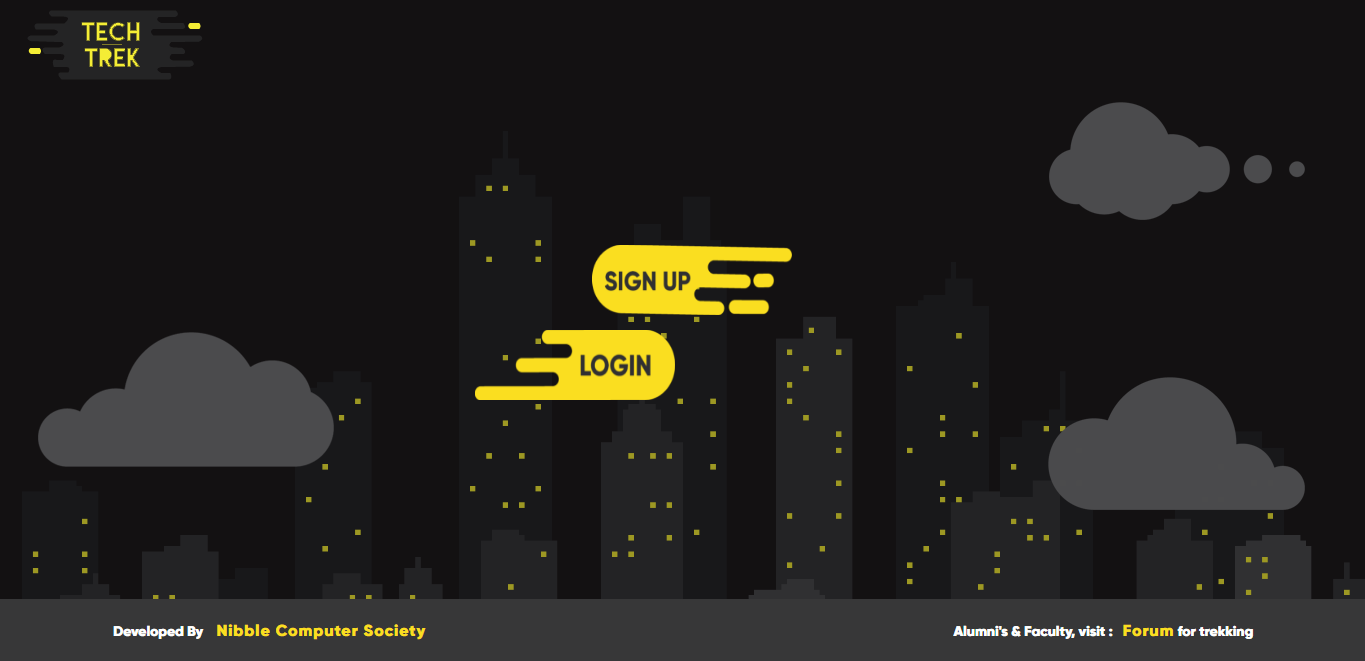 TECH
TREK
SIGN UP
LOGIN
Developed By Nibble Computer Society
Alumni's & Faculty, visit : Forum for trekking